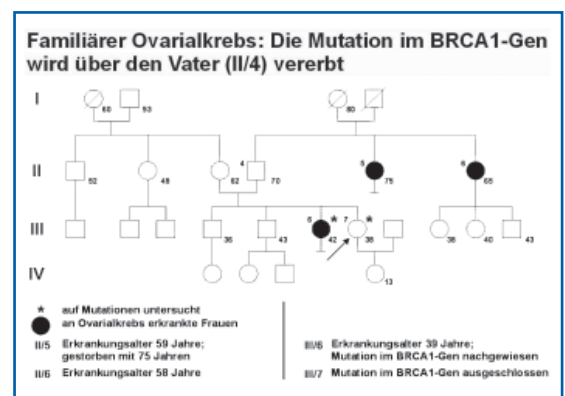 Familiärer Ovarialkrebs: Die Mutation im BRCA1-Gen
wird über den Vater (II/4) vererbt
I
60
53
80
II
52
48
62
4
70
5
75
6
65
III
36
43
6
*
42
7
*
38
38
40
43
IV
13
* auf Mutationen untersucht
an Ovarialkrebs erkrankte Frauen
II/5 Erkrankungsalter 59 Jahre;
gestorben mit 75 Jahren
II/6 Erkrankungsalter 58 Jahre
III/6 Erkrankungsalter 39 Jahre;
Mutation im BRCA1-Gen nachgewiesen
III/7 Mutation im BRCA1-Gen ausgeschlossen